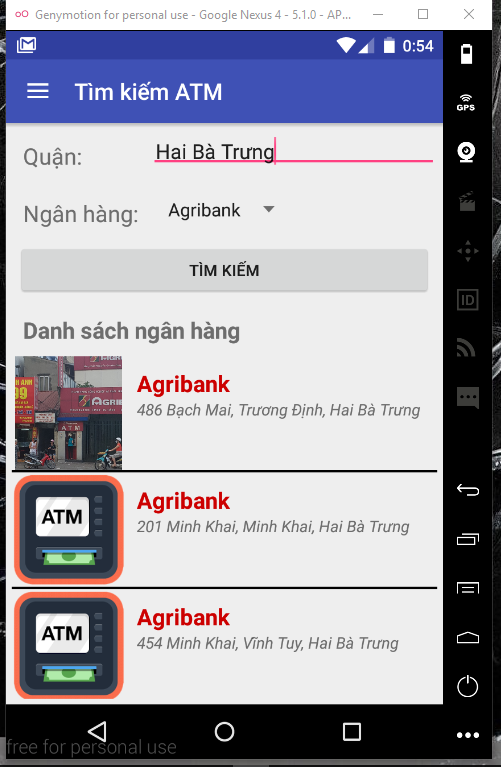 Genymotion for personal use - Google Nexus 4 - 5.1.0 - AP...
0:54
Tìm kiếm ATM
GPS
Quận:
Hai Bà Trưng
Ngân hàng:
Agribank
ID
TÌM KIẾM
Danh sách ngân hàng
Agribank
486 Bạch Mai, Trương Định, Hai Bà Trưng
ATM
Agribank
201 Minh Khai, Minh Khai, Hai Bà Trưng
ATM
Agribank
454 Minh Khai, Vĩnh Tuy, Hai Bà Trưng
free for personal use